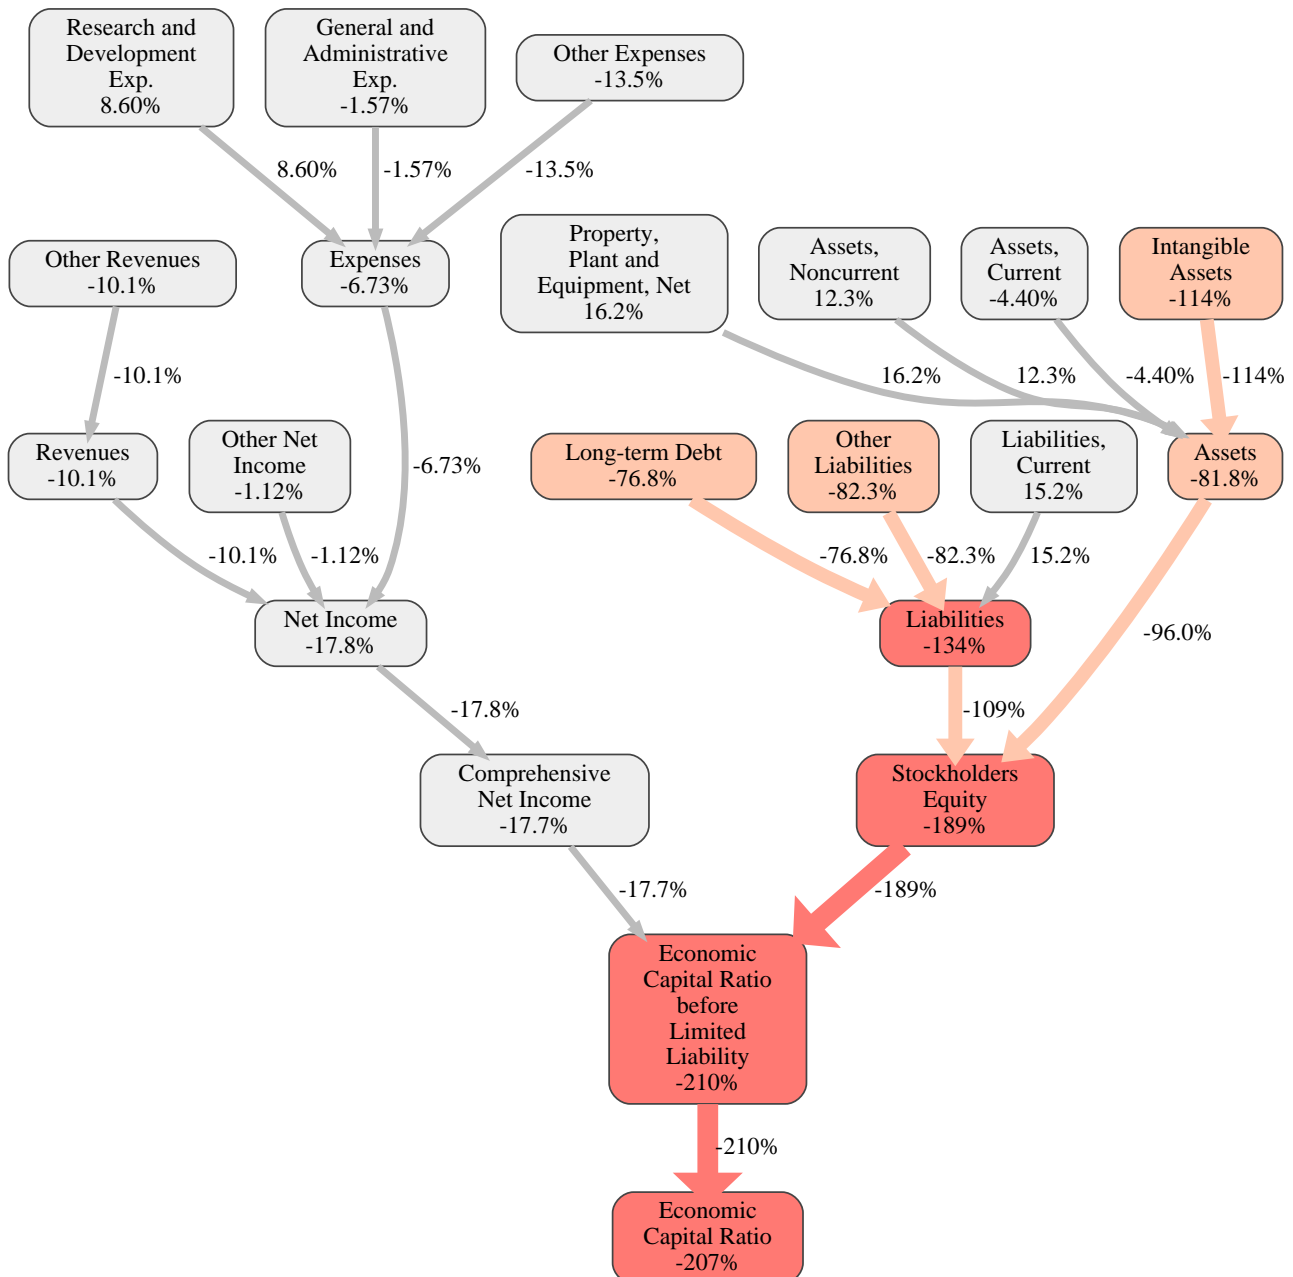 Research and
Development
Exp.
8.60%
General and
Administrative
Exp.
-1.57%
Other Expenses
-13.5%
8.60%
-1.57%
-13.5%
Other Revenues
-10.1%
Expenses
-6.73%
Property,
Plant and
Equipment, Net
16.2%
Assets,
Noncurrent
12.3%
Assets,
Current
-4.40%
Intangible
Assets
-114%
-10.1%
16.2%
12.3%
-4.40%
-114%
Revenues
-10.1%
Other Net
Income
-1.12%
-6.73%
Long-term Debt
-76.8%
Other
Liabilities
-82.3%
Liabilities,
Current
15.2%
Assets
-81.8%
-10.1%
-1.12%
-76.8%
-82.3%
15.2%
Net Income
-17.8%
Liabilities
-134%
-96.0%
-17.8%
-109%
Comprehensive
Net Income
-17.7%
Stockholders
Equity
-189%
-17.7%
-189%
Economic
Capital Ratio
before
Limited
Liability
-210%
-210%
Economic
Capital Ratio
-207%